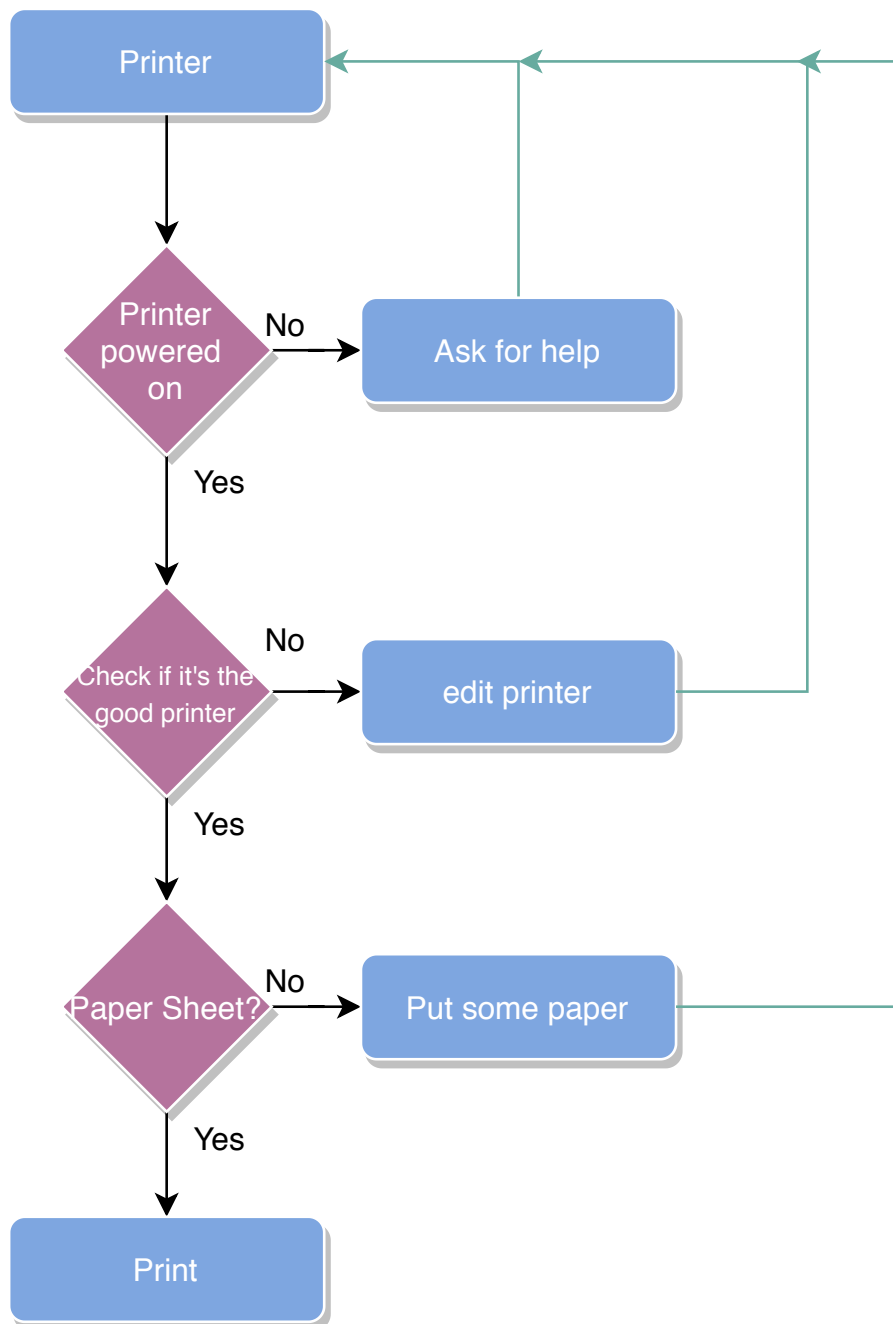 Printer
Printer
powered
on
No
Ask for help
Yes
Check if it's the
good printer
No
edit printer
Yes
Paper Sheet?
No
Put some paper
Yes
Print